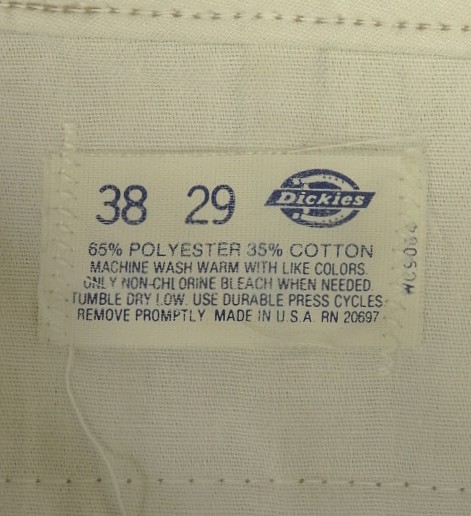 38 29 Dickies
65% POLYESTER 35% COTTON
MACHINE WASH WARM WITH LIKE COLORS.
ONLY NON-CHLORINE BLEACH WHEN NEEDED.
TUMBLE DRY LOW. USE DURABLE PRESS CYCLES.
REMOVE PROMPTLY. MADE IN U.S.A. RN 20697